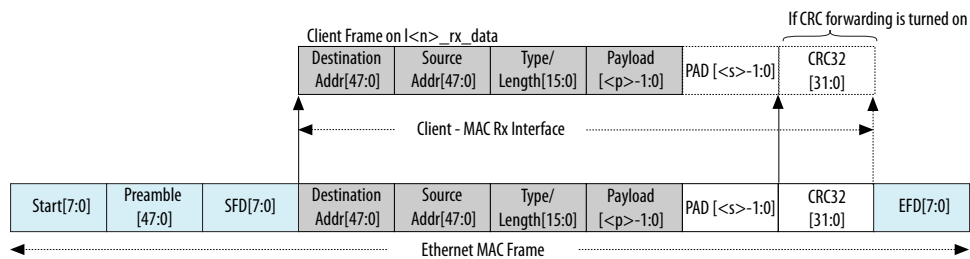 If CRC forwarding is turned on
Client Frame on l<n>_rx_data
Destination
Addr[47:0]
Source
Addr[47:0]
Type/
Length[15:0]
Payload
[<p>-1:0]
PAD [<s>-1:0]
CRC32
[31:0]
Client - MAC Rx Interface
Start[7:0]
Preamble
[47:0]
SFD[7:0]
Destination
Addr[47:0]
Source
Addr[47:0]
Type/
Length[15:0]
Payload
[<p>-1:0]
PAD [<s>-1:0]
CRC32
[31:0]
EFD[7:0]
Ethernet MAC Frame